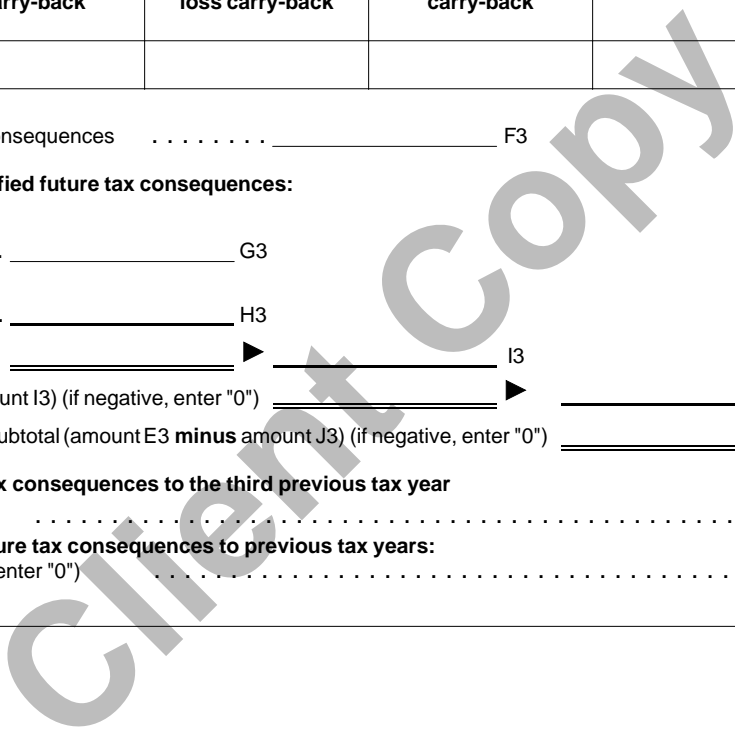 arry-back loss carry-back carry-back
onsequences . . . . . . . . F3
fied future tax consequences:
. G3
. H3
I3
unt I3) (if negative, enter "0")
ubtotal (amount E3 minus amount J3) (if negative, enter "0")
x consequences to the third previous tax year
ure tax consequences to previous tax years:
enter "0")
Client Copy